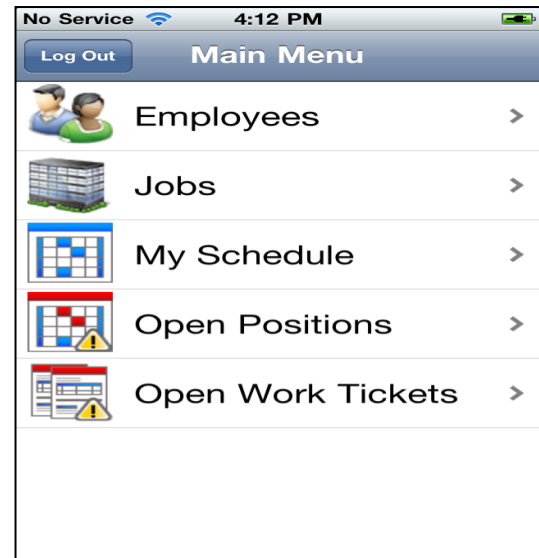 No Service 4:12 PM
Log Out Main Menu
Employees
Jobs
My Schedule
Open Positions
Open Work Tickets